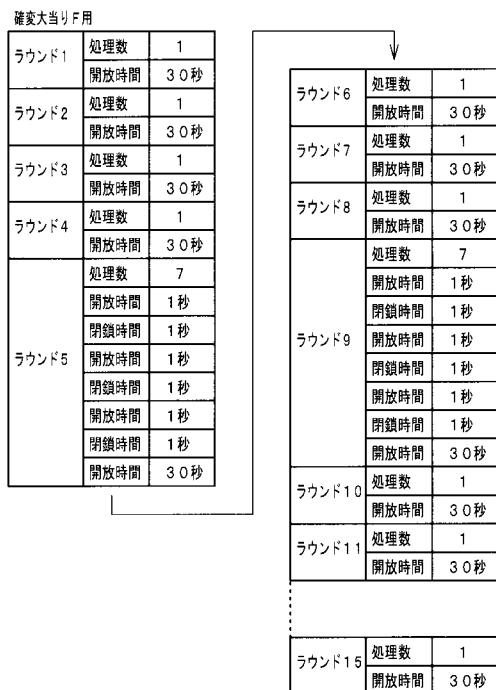 確変大当りF用
ラウンド1 処理数 1
開放時間 30秒
ラウンド2 処理数 1
開放時間 30秒
ラウンド3 処理数 1
開放時間 30秒
ラウンド4 処理数 1
開放時間 30秒
ラウンド5 処理数 7
開放時間 1秒
閉鎖時間 1秒
開放時間 1秒
閉鎖時間 1秒
開放時間 1秒
閉鎖時間 1秒
開放時間 30秒
ラウンド6 処理数 1
開放時間 30秒
ラウンド7 処理数 1
開放時間 30秒
ラウンド8 処理数 1
開放時間 30秒
ラウンド9 処理数 7
開放時間 1秒
閉鎖時間 1秒
開放時間 1秒
閉鎖時間 1秒
開放時間 1秒
閉鎖時間 1秒
開放時間 30秒
ラウンド10 処理数 1
開放時間 30秒
ラウンド11 処理数 1
開放時間 30秒
ラウンド15 処理数 1
開放時間 30秒